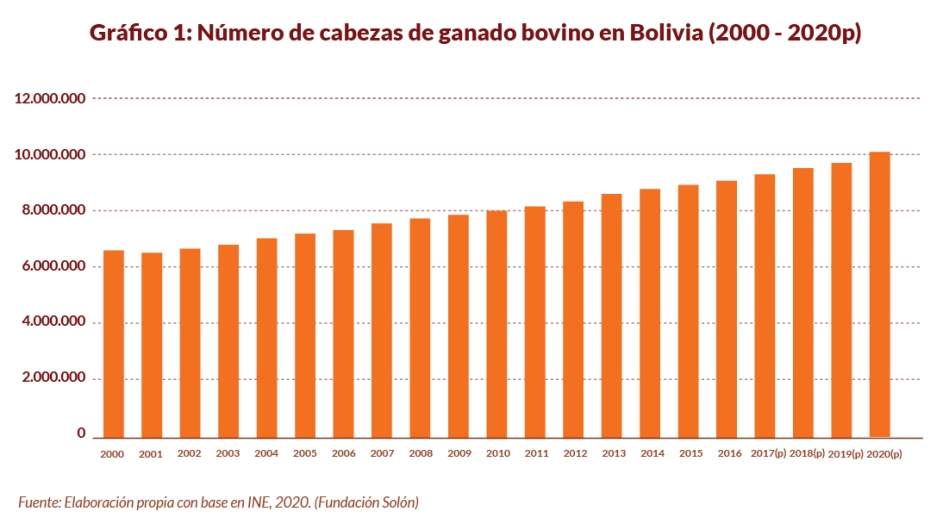 Gráfico 1: Número de cabezas de ganado bovino en Bolivia (2000 - 2020p)
12.000.000
10.000.000
8.000.000
6.000.000
4.000.000
2.000.000
0
2000 2001 2002 2003 2004 2005 2006 2007 2008 2009 2010 2011 2012 2013 2014 2015 2016 2017(p) 2018(p) 2019(p) 2020(p)
Fuente: Elaboración propia con base en INE, 2020. (Fundación Solón)